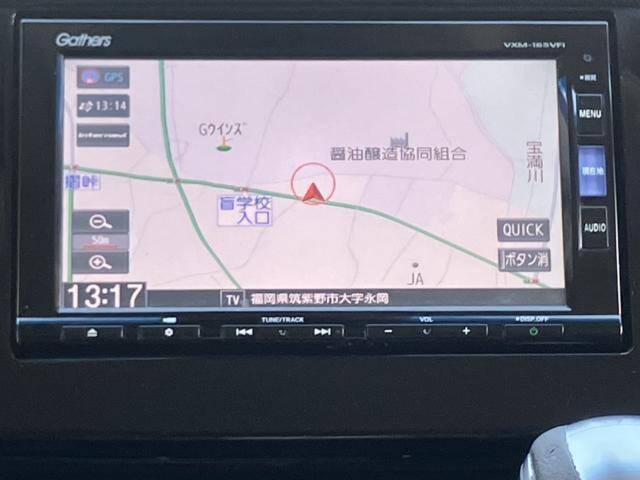 Gathers
VXM-165VFi
GPS
13:14
Gウインズ
醤油醸造協同組合
宝満川
摺峠
盲学校
入口
50m
QUICK
ボタン消
JA
13:17
TV 福岡県筑紫野市大字永岡
MENU
現在地
AUDIO
TUNE/TRACK
VOL
DISP.OFF